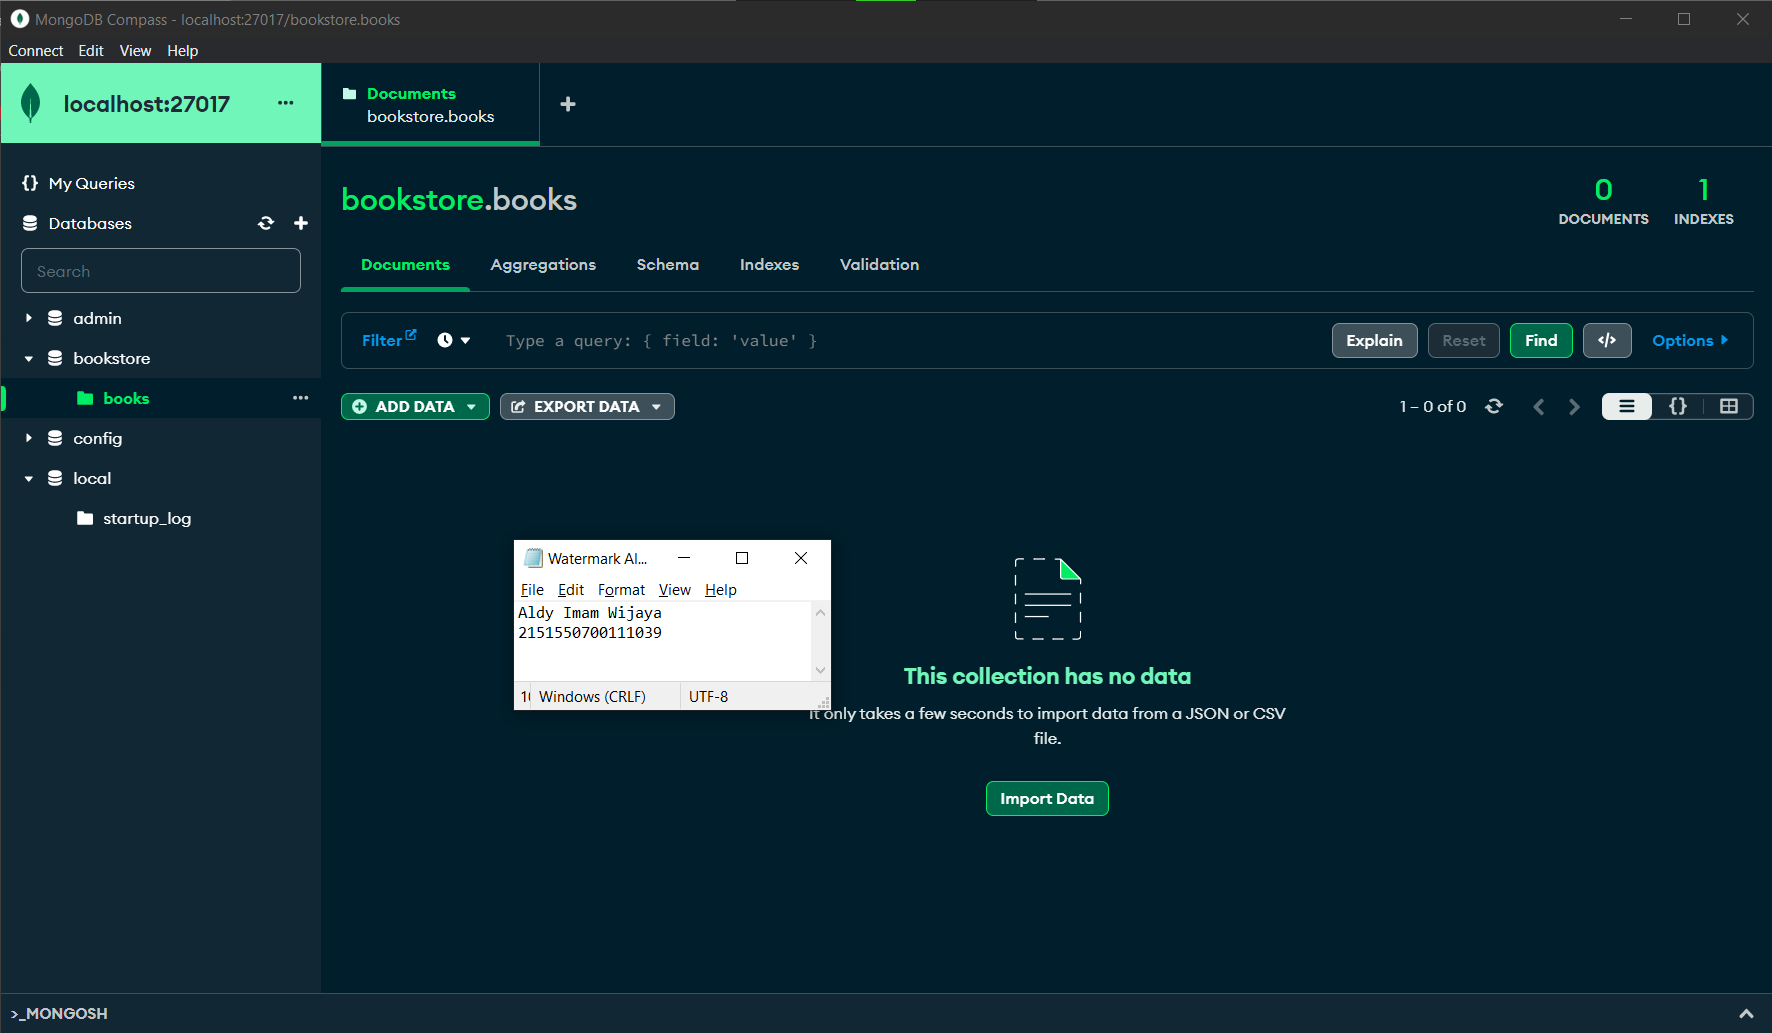 MongoDB Compass - localhost:27017/bookstore.books
Connect Edit View Help
localhost:27017
Documents
bookstore.books
My Queries
Databases
Search
admin
bookstore
books
config
local
startup_log
bookstore.books
0
DOCUMENTS
1
INDEXES
Documents Aggregations Schema Indexes Validation
Filter Type a query: { field: 'value' } Explain Reset Find </> Options
ADD DATA EXPORT DATA 1 – 0 of 0 {}
Watermark Al...
File Edit Format View Help
Aldy Imam Wijaya
2151550700111039
Windows (CRLF) UTF-8
This collection has no data
It only takes a few seconds to import data from a JSON or CSV
file.
Import Data
>_MONGOSH